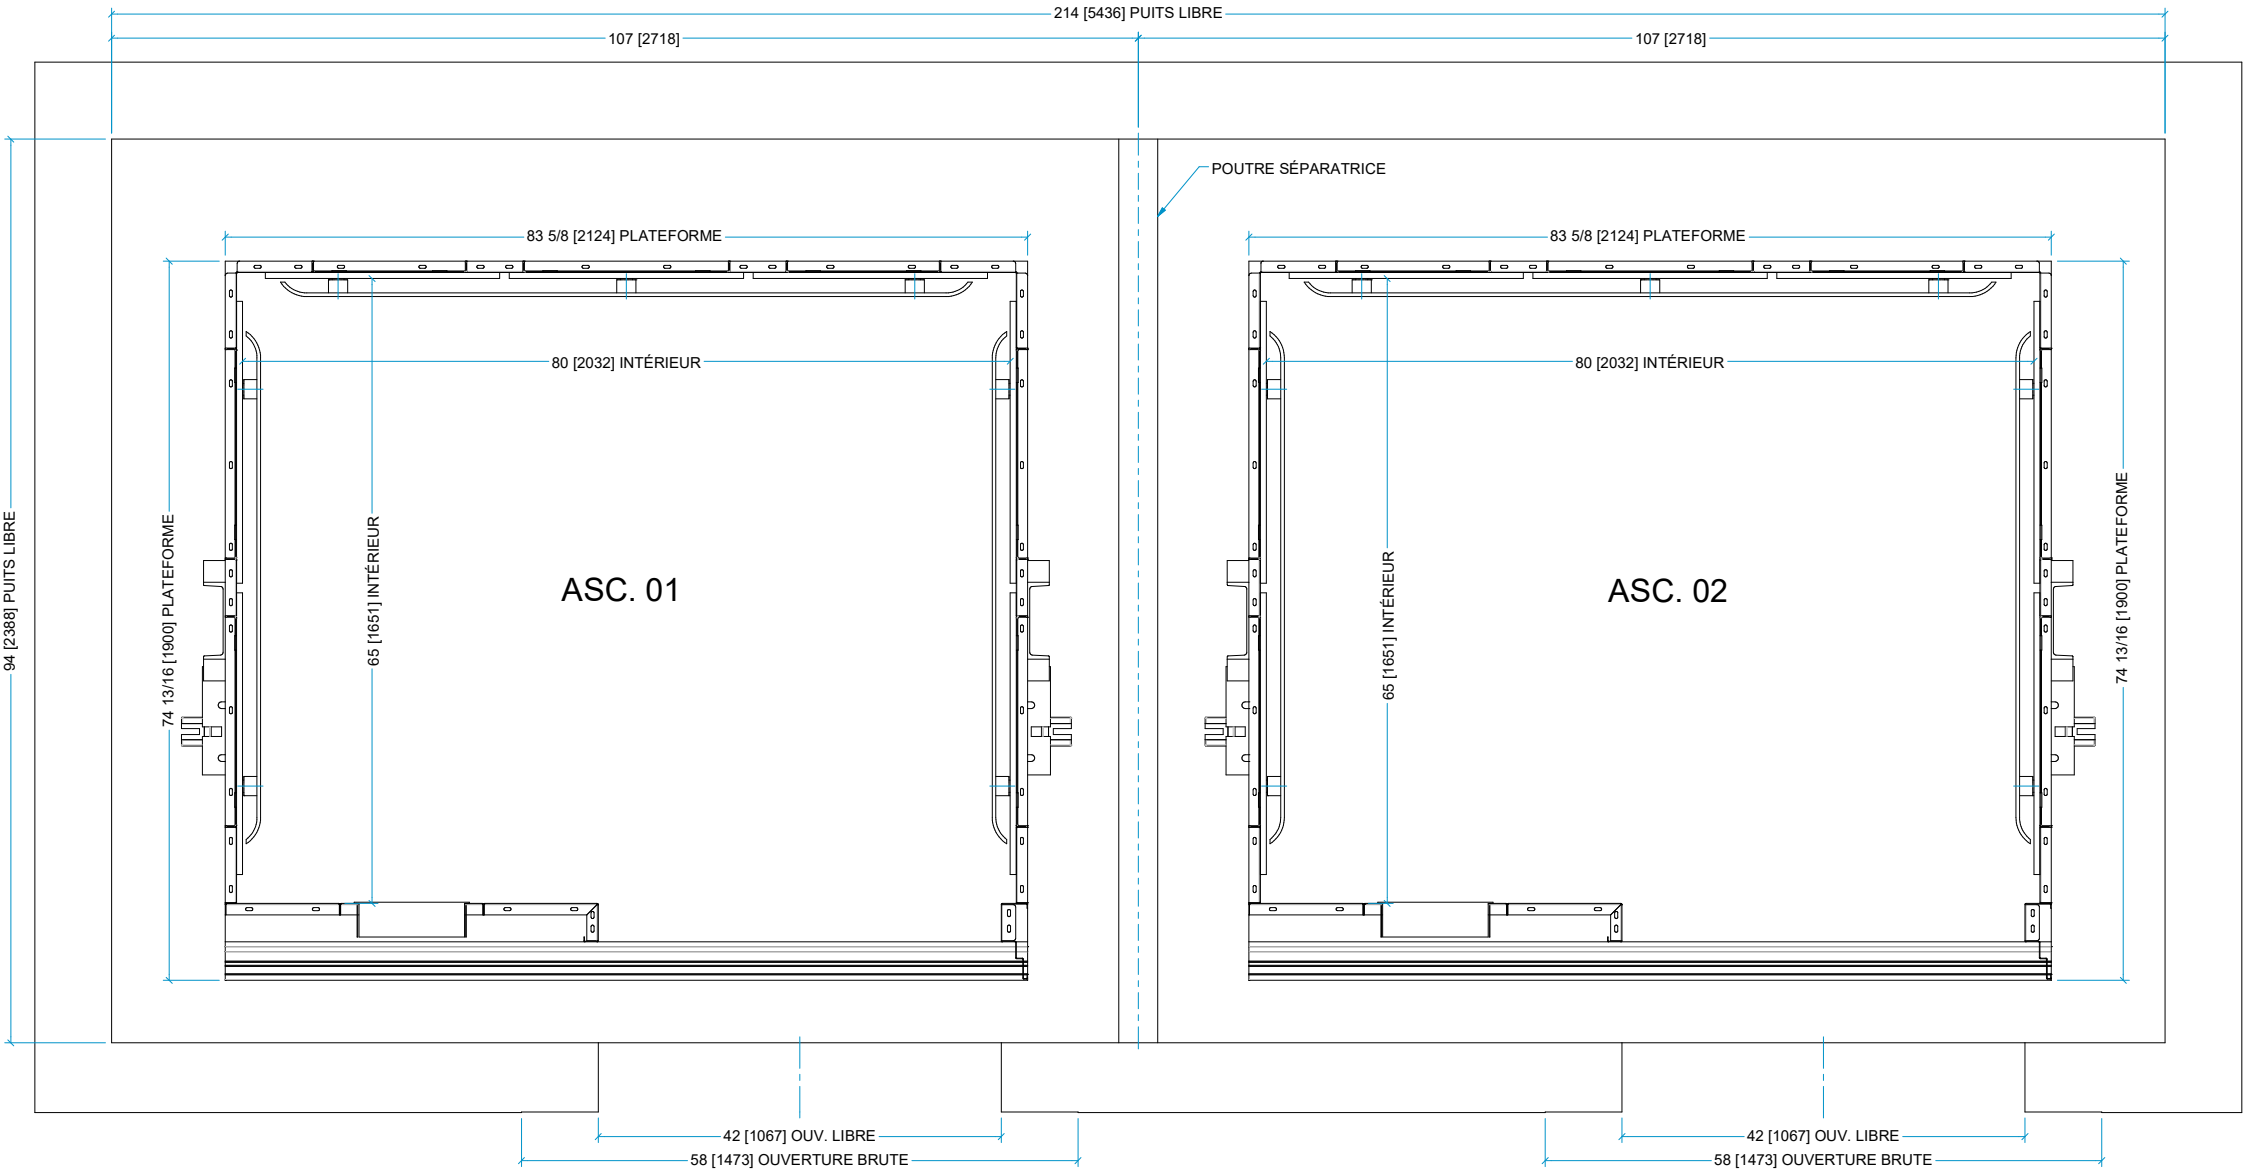 214 [5436] PUITS LIBRE
107 [2718]
107 [2718]
POUTRE SÉPARATRICE
83 5/8 [2124] PLATEFORME
83 5/8 [2124] PLATEFORME
80 [2032] INTÉRIEUR
80 [2032] INTÉRIEUR
94 [2388] PUITS LIBRE
74 13/16 [1900] PLATEFORME
65 [1651] INTÉRIEUR
ASC. 01
65 [1651] INTÉRIEUR
ASC. 02
74 13/16 [1900] PLATEFORME
42 [1067] OUV. LIBRE
42 [1067] OUV. LIBRE
58 [1473] OUVERTURE BRUTE
58 [1473] OUVERTURE BRUTE